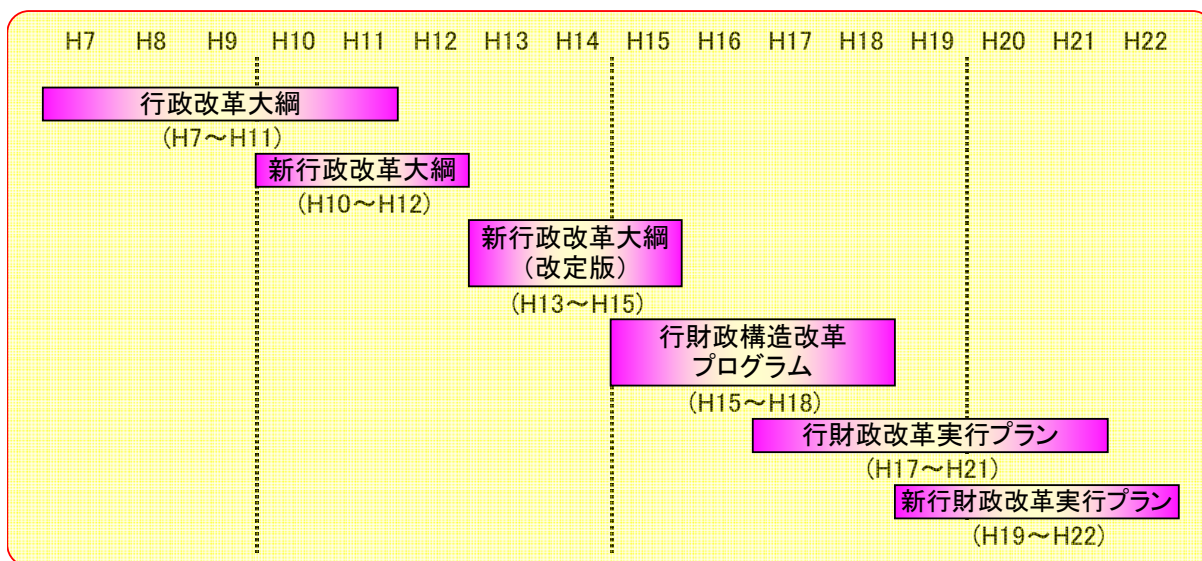 H7 H8 H9 H10 H11 H12 H13 H14 H15 H16 H17 H18 H19 H20 H21 H22
行政改革大綱
(H7～H11)
新行政改革大綱
(H10～H12)
新行政改革大綱
（改定版）
(H13～H15)
行財政構造改革
プログラム
(H15～H18)
行財政改革実行プラン
(H17～H21)
新行財政改革実行プラン
(H19～H22)